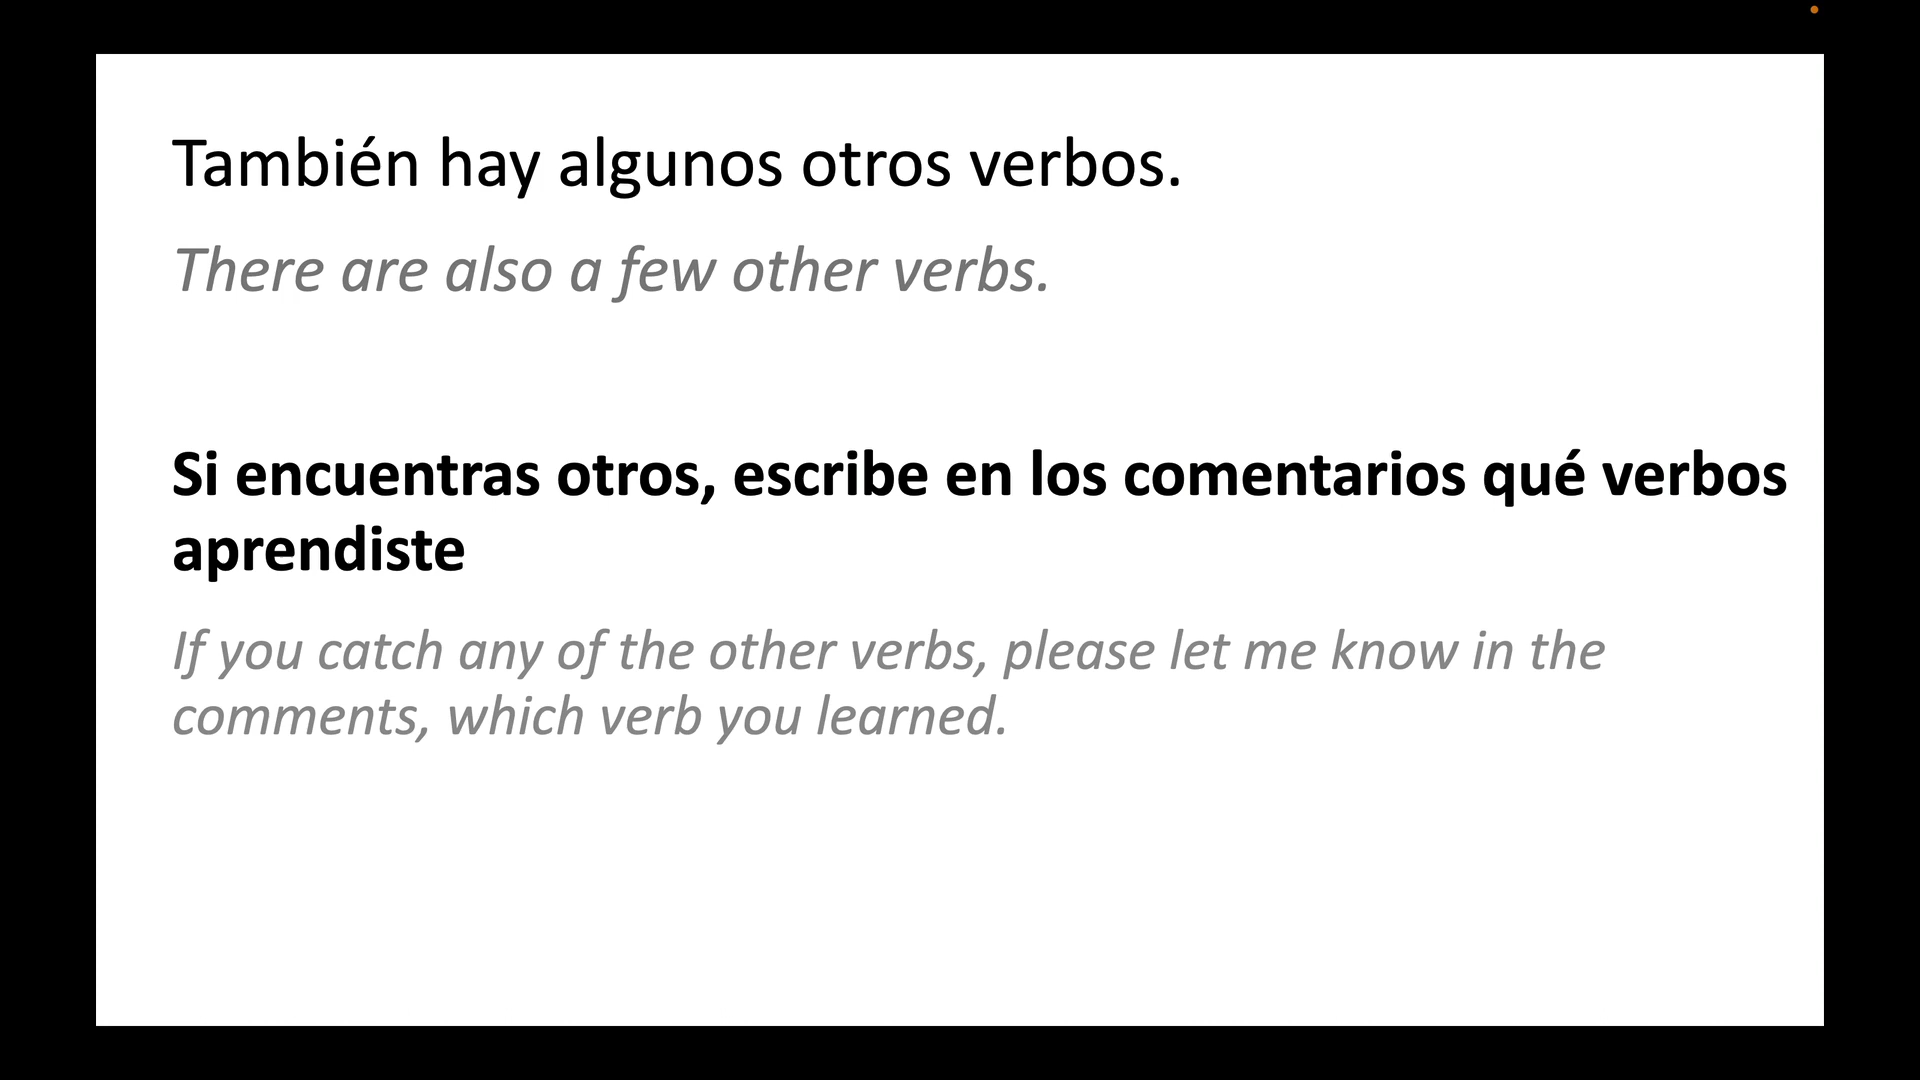 También hay algunos otros verbos.
There are also a few other verbs.
Si encuentras otros, escribe en los comentarios qué verbos
aprendiste
If you catch any of the other verbs, please let me know in the
comments, which verb you learned.